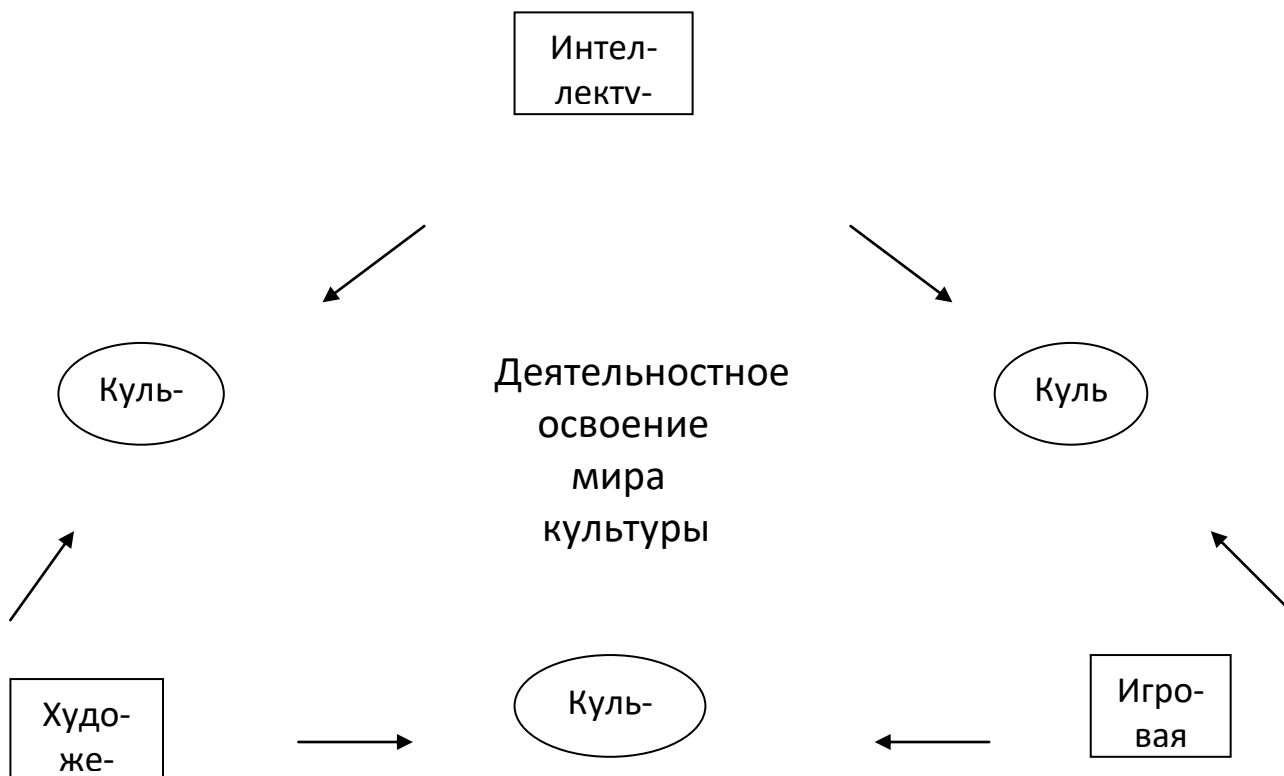 Интел-
лекту-
Куль-
Деятельностное
освоение
мира
культуры
Куль
Худо-
же-
Куль-
Игро-
вая